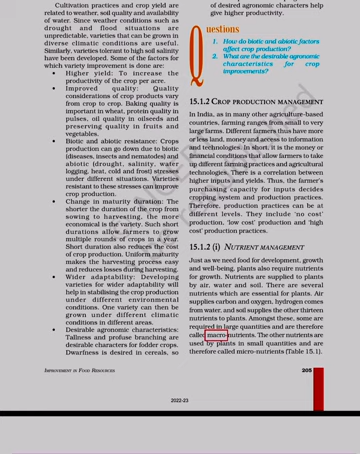 Cultivation practices and crop yield are
related to weather, soil quality and availability
of water. Since weather conditions such as
drought and flood situations are
unpredictable, varieties that can be grown in
diverse climatic conditions are useful.
Similarly, varieties tolerant to high soil salinity
have been developed. Some of the factors for
which variety improvement is done are:
• Higher yield: To increase the
productivity of the crop per acre.
• Improved quality: Quality
considerations of crop products vary
from crop to crop. Baking quality is
important in wheat, protein quality in
pulses, oil quality in oilseeds and
preserving quality in fruits and
vegetables.
• Biotic and abiotic resistance: Crops
production can go down due to biotic
(diseases, insects and nematodes) and
abiotic (drought, salinity, water
logging, heat, cold and frost) stresses
under different situations. Varieties
resistant to these stresses can improve
crop production.
• Change in maturity duration: The
shorter the duration of the crop from
sowing to harvesting, the more
economical is the variety. Such short
durations allow farmers to grow
multiple rounds of crops in a year.
Short duration also reduces the cost
of crop production. Uniform maturity
makes the harvesting process easy
and reduces losses during harvesting.
• Wider adaptability: Developing
varieties for wider adaptability will
help in stabilising the crop production
under different environmental
conditions. One variety can then be
grown under different climatic
conditions in different areas.
• Desirable agronomic characteristics:
Tallness and profuse branching are
desirable characters for fodder crops.
Dwarfness is desired in cereals, so
of desired agronomic characters help
give higher productivity.
Questions
1. How do biotic and abiotic factors
affect crop production?
2. What are the desirable agronomic
characteristics for crop
improvements?
15.1.2 CROP PRODUCTION MANAGEMENT
In India, as in many other agriculture-based
countries, farming ranges from small to very
large farms. Different farmers thus have more
or less land, money and access to information
and technologies. In short, it is the money or
financial conditions that allow farmers to take
up different farming practices and agricultural
technologies. There is a correlation between
higher inputs and yields. Thus, the farmer's
purchasing capacity for inputs decides
cropping system and production practices.
Therefore, production practices can be at
different levels. They include 'no cost'
production, 'low cost' production and 'high
cost' production practices.
15.1.2 (i) NUTRIENT MANAGEMENT
Just as we need food for development, growth
and well-being, plants also require nutrients
for growth. Nutrients are supplied to plants
by air, water and soil. There are several
nutrients which are essential for plants. Air
supplies carbon and oxygen, hydrogen comes
from water, and soil supplies the other thirteen
nutrients to plants. Amongst these, some are
required in large quantities and are therefore
called macro-nutrients. The other nutrients are
used by plants in small quantities and are
therefore called micro-nutrients (Table 15.1).
IMPROVEMENT IN FOOD RESOURCES
205
2022-23